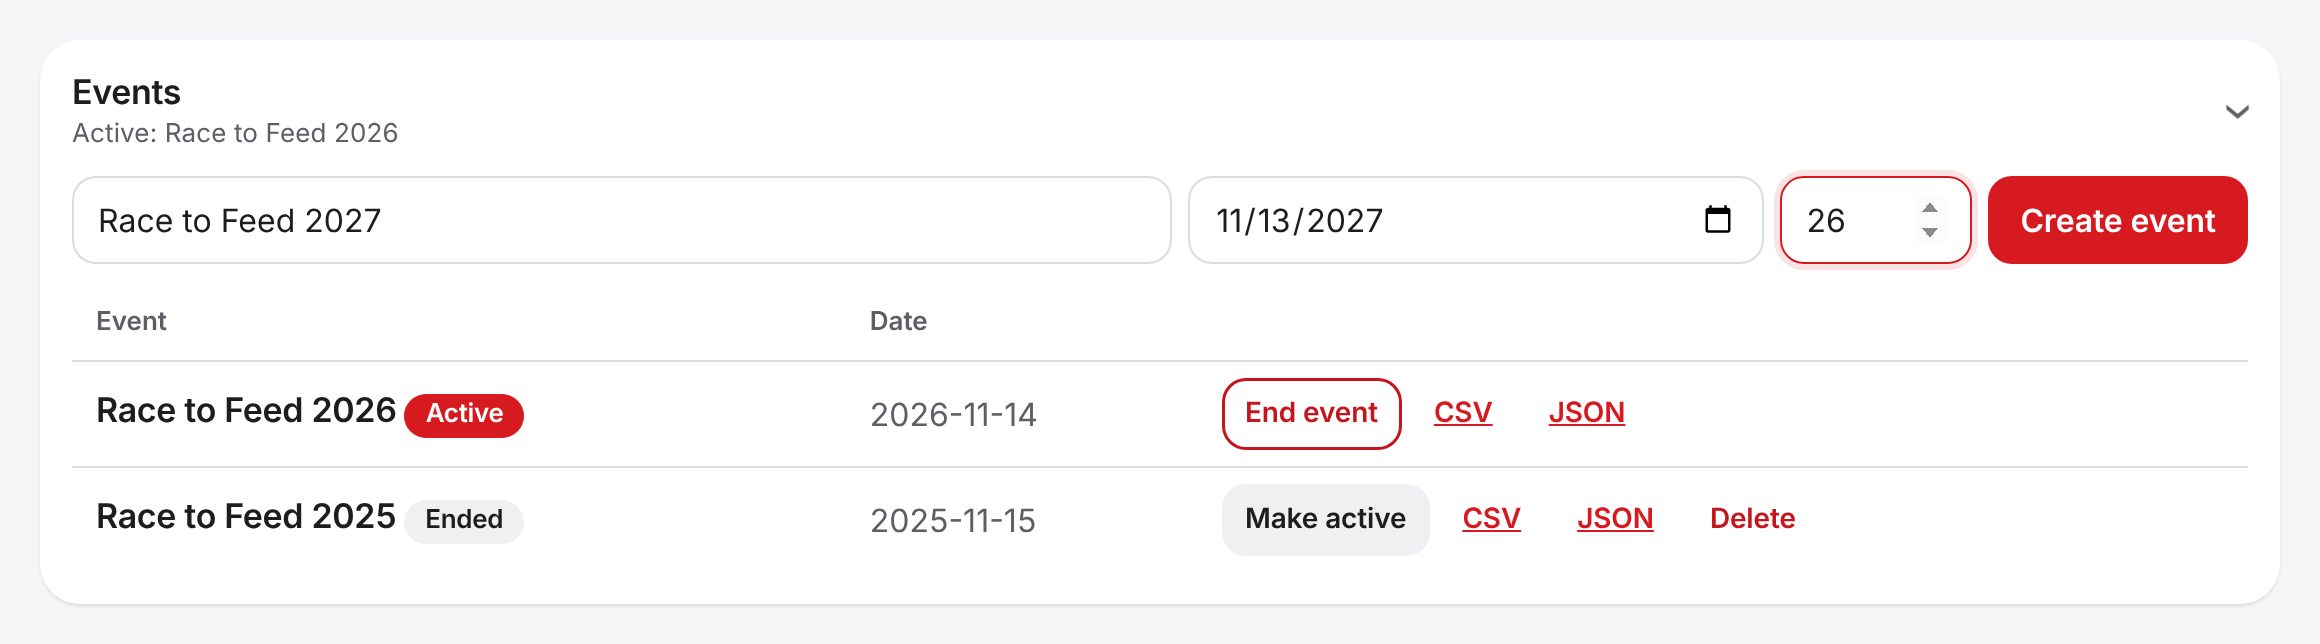 Events
Active: Race to Feed 2026
Race to Feed 2027 11/13/2027 26 Create event
Event Date
Race to Feed 2026 Active 2026-11-14 End event CSV JSON
Race to Feed 2025 Ended 2025-11-15 Make active CSV JSON Delete